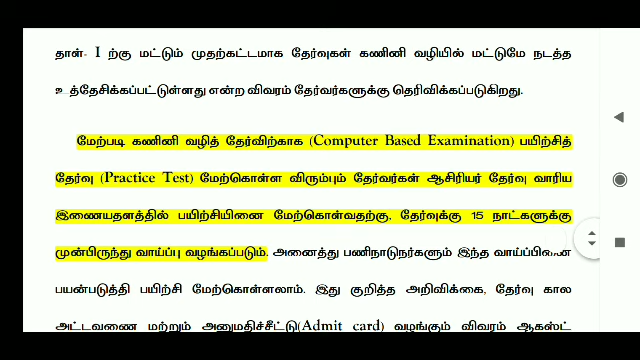 தாள்- I ற்கு மட்டும் முதற்கட்டமாக தேர்வுகள் கணினி வழியில் மட்டுமே நடத்த
உத்தேசிக்கப்பட்டுள்ளது என்ற விவரம் தேர்வர்களுக்கு தெரிவிக்கப்படுகிறது.
மேற்படி கணினி வழித் தேர்விற்காக (Computer Based Examination) பயிற்சித்
தேர்வு (Practice Test) மேற்கொள்ள விரும்பும் தேர்வர்கள் ஆசிரியர் தேர்வு வாரிய
இணையதளத்தில் பயிற்சியினை மேற்கொள்வதற்கு, தேர்வுக்கு 15 நாட்களுக்கு
முன்பிருந்து வாய்ப்பு வழங்கப்படும். அனைத்து பணிநாடுநர்களும் இந்த வாய்ப்பினை
பயன்படுத்தி பயிற்சி மேற்கொள்ளலாம். இது குறித்த அறிவிக்கை, தேர்வு கால
அட்டவணை மற்றும் அனுமதிச்சீட்டு(Admit card) வழங்கும் விவரம் ஆகஸ்ட்